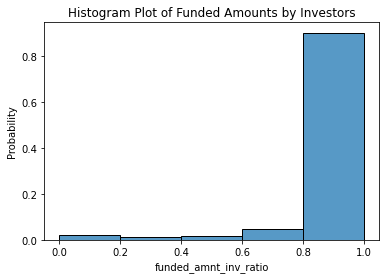 Histogram Plot of Funded Amounts by Investors
Probability
0.8
0.6
0.4
0.2
0.0
0.0 0.2 0.4 0.6 0.8 1.0
funded_amnt_inv_ratio